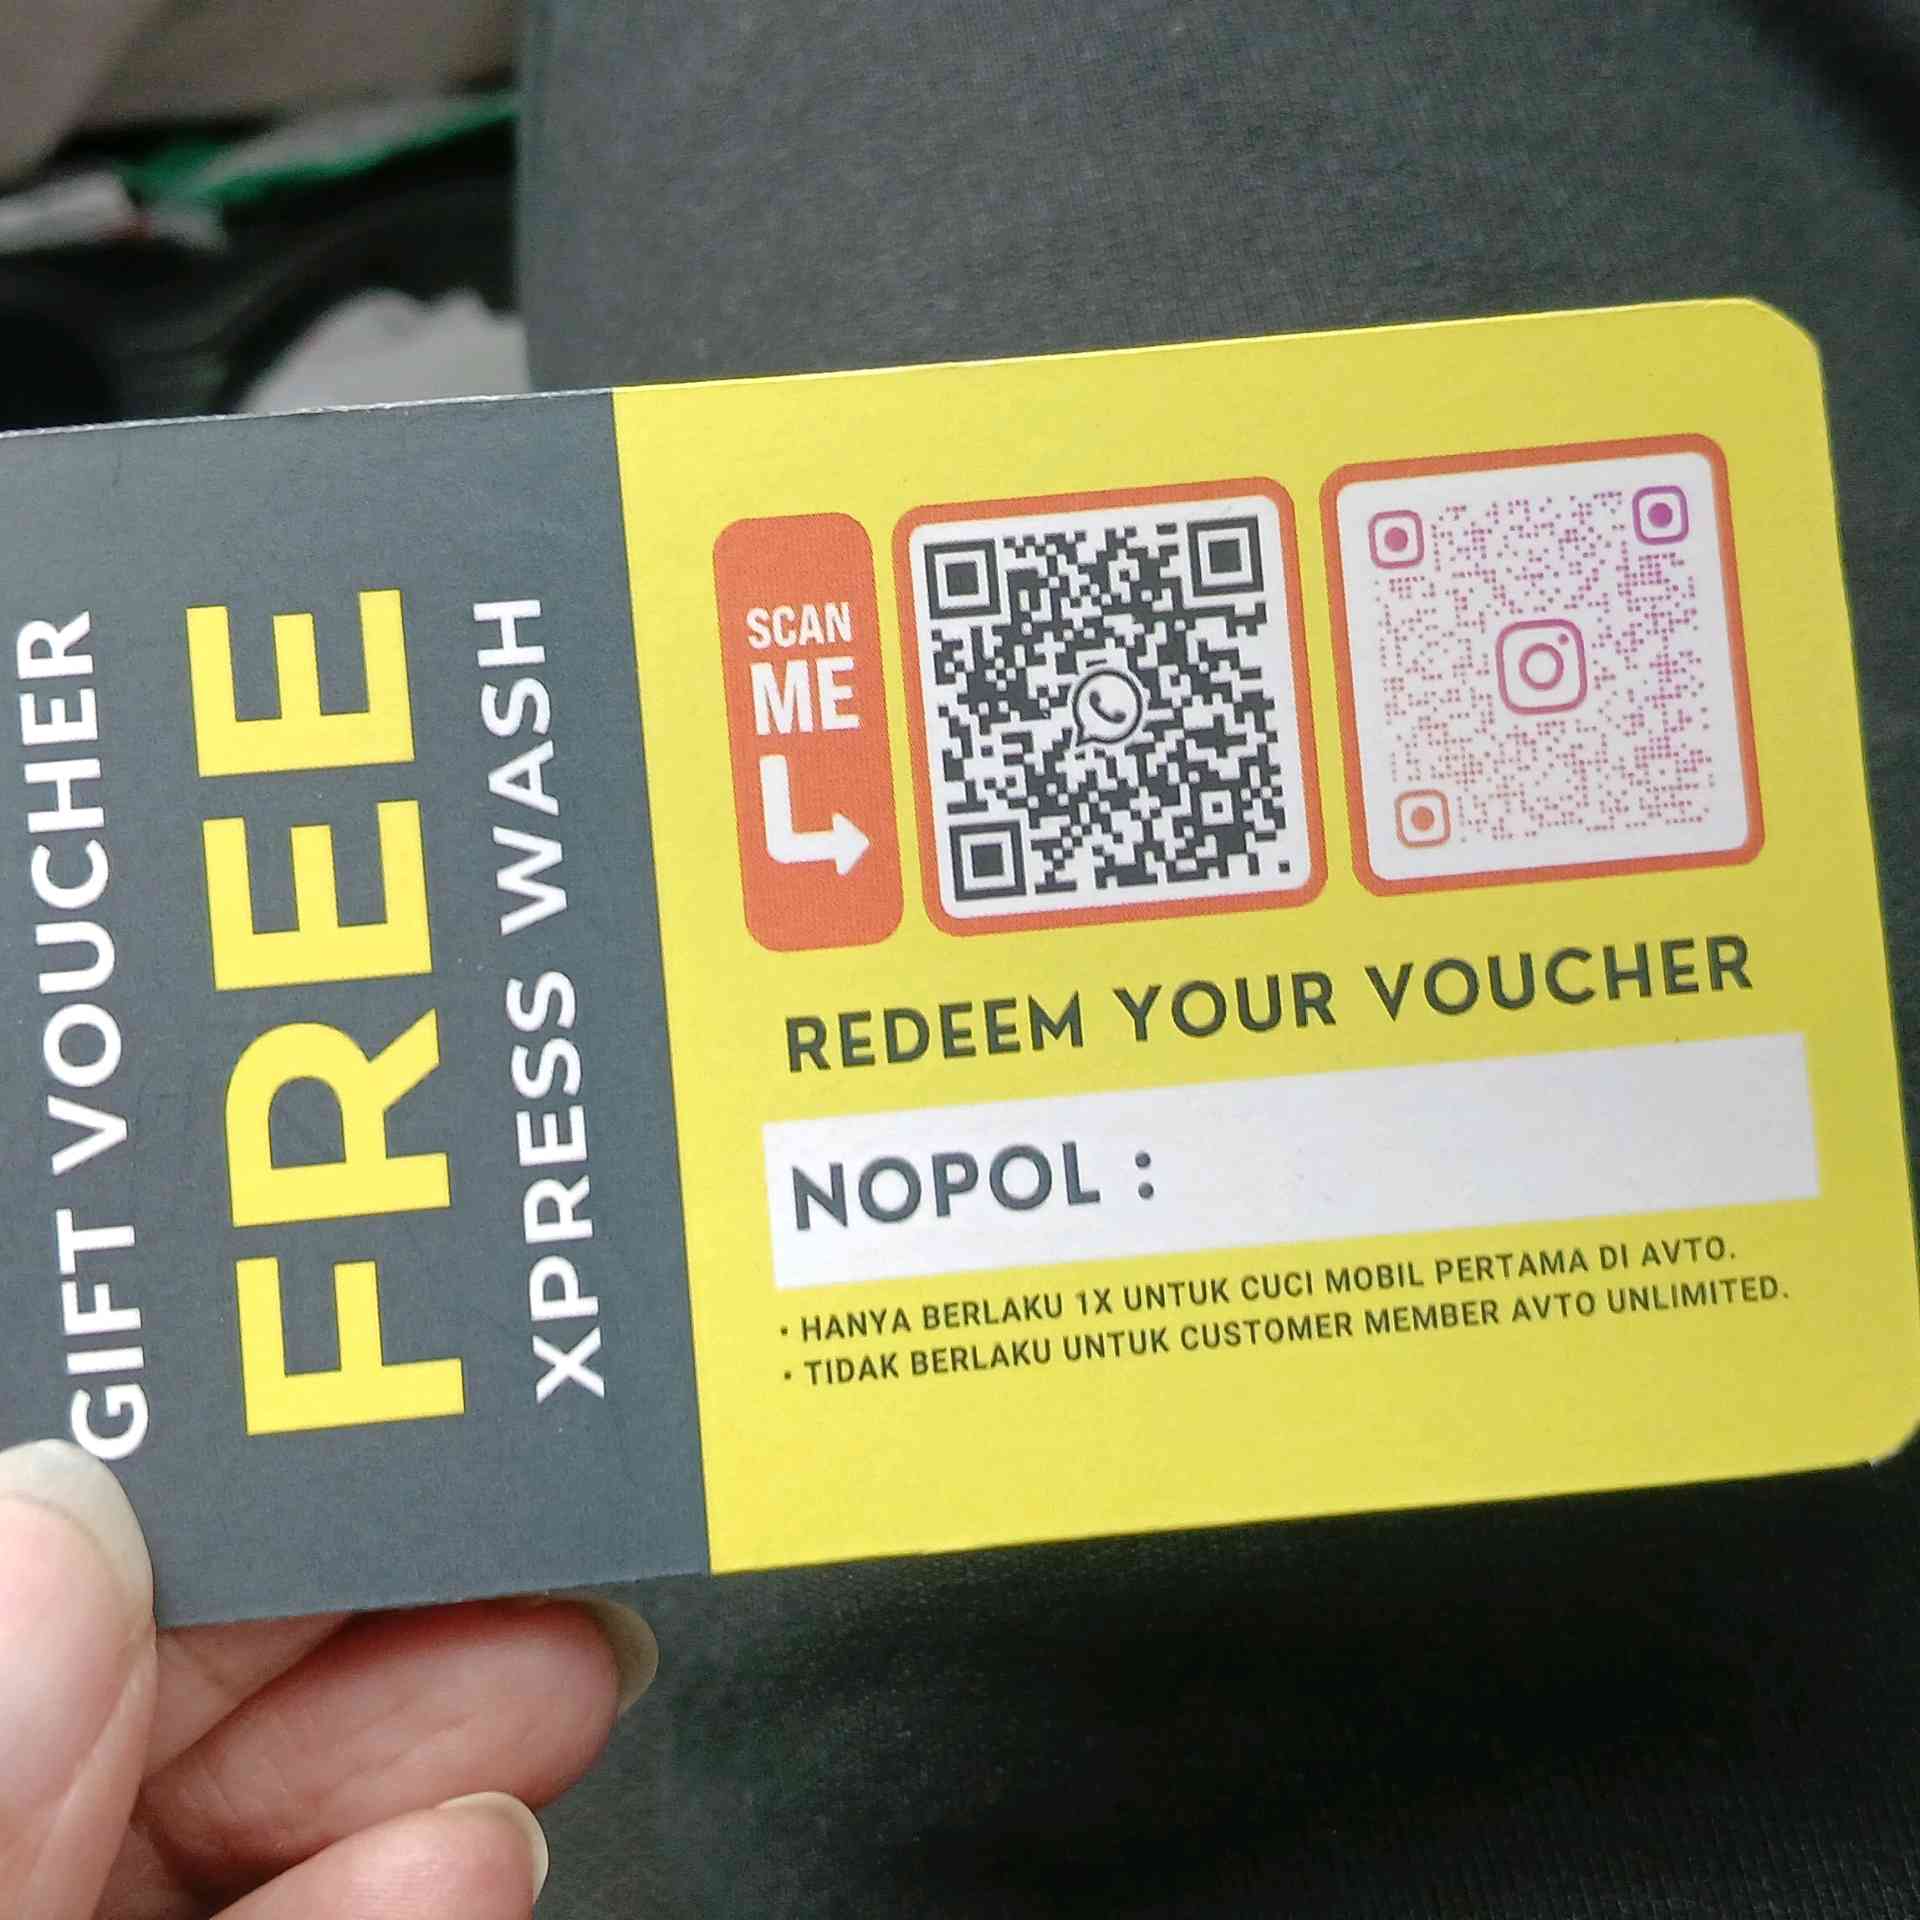 GIFT VOUCHER
FREE
XPRESS WASH
SCAN
ME
REDEEM YOUR VOUCHER
NOPOL :
• HANYA BERLAKU 1X UNTUK CUCI MOBIL PERTAMA DI AVTO.
• TIDAK BERLAKU UNTUK CUSTOMER MEMBER AVTO UNLIMITED.